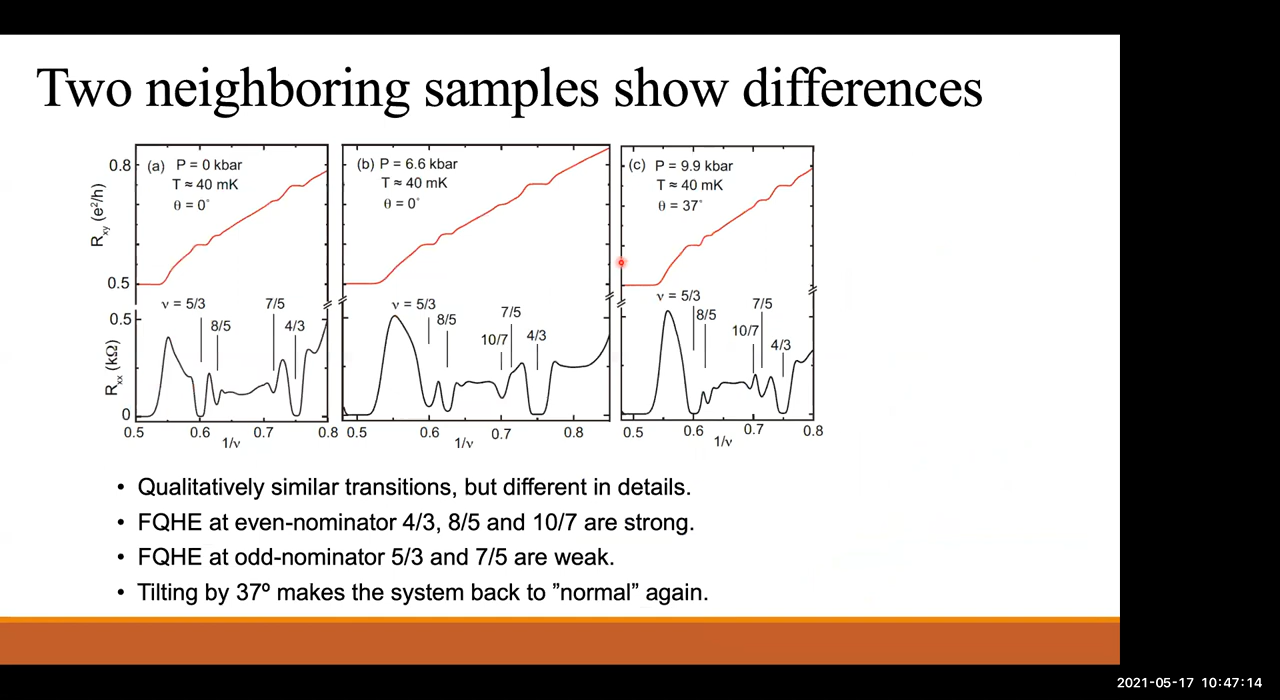 Two neighboring samples show differences
(a) P = 0 kbar
T ≈ 40 mK
θ = 0°
(b) P = 6.6 kbar
T ≈ 40 mK
θ = 0°
(c) P = 9.9 kbar
T ≈ 40 mK
θ = 37°
0.8
Rxy (e²/h)
0.5
ν = 5/3
8/5
7/5
4/3
ν = 5/3
8/5
10/7
7/5
4/3
ν = 5/3
8/5
10/7
7/5
4/3
0.5
Rxx (kΩ)
0
0.5 0.6 0.7 0.8
1/ν
0.5 0.6 0.7 0.8
1/ν
0.5 0.6 0.7 0.8
1/ν
• Qualitatively similar transitions, but different in details.
• FQHE at even-nominator 4/3, 8/5 and 10/7 are strong.
• FQHE at odd-nominator 5/3 and 7/5 are weak.
• Tilting by 37º makes the system back to ”normal” again.
2021-05-17 10:47:14